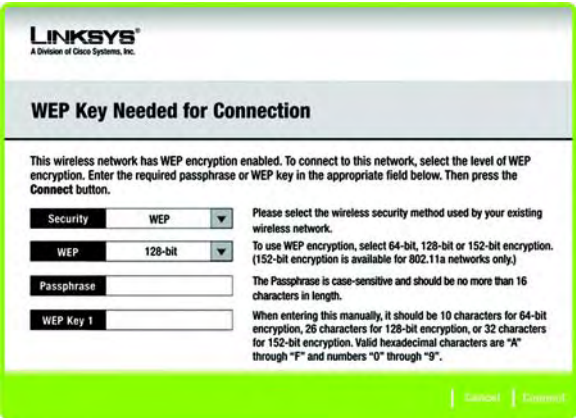 LINKSYS®
A Division of Cisco Systems, Inc.
WEP Key Needed for Connection
This wireless network has WEP encryption enabled. To connect to this network, select the level of WEP
encryption. Enter the required passphrase or WEP key in the appropriate field below. Then press the
Connect button.
Security WEP
Please select the wireless security method used by your existing
wireless network.
WEP 128-bit
To use WEP encryption, select 64-bit, 128-bit or 152-bit encryption.
(152-bit encryption is available for 802.11a networks only.)
Passphrase
The Passphrase is case-sensitive and should be no more than 16
characters in length.
WEP Key 1
When entering this manually, it should be 10 characters for 64-bit
encryption, 26 characters for 128-bit encryption, or 32 characters
for 152-bit encryption. Valid hexadecimal characters are "A"
through "F" and numbers "0" through "9".
Cancel Connect